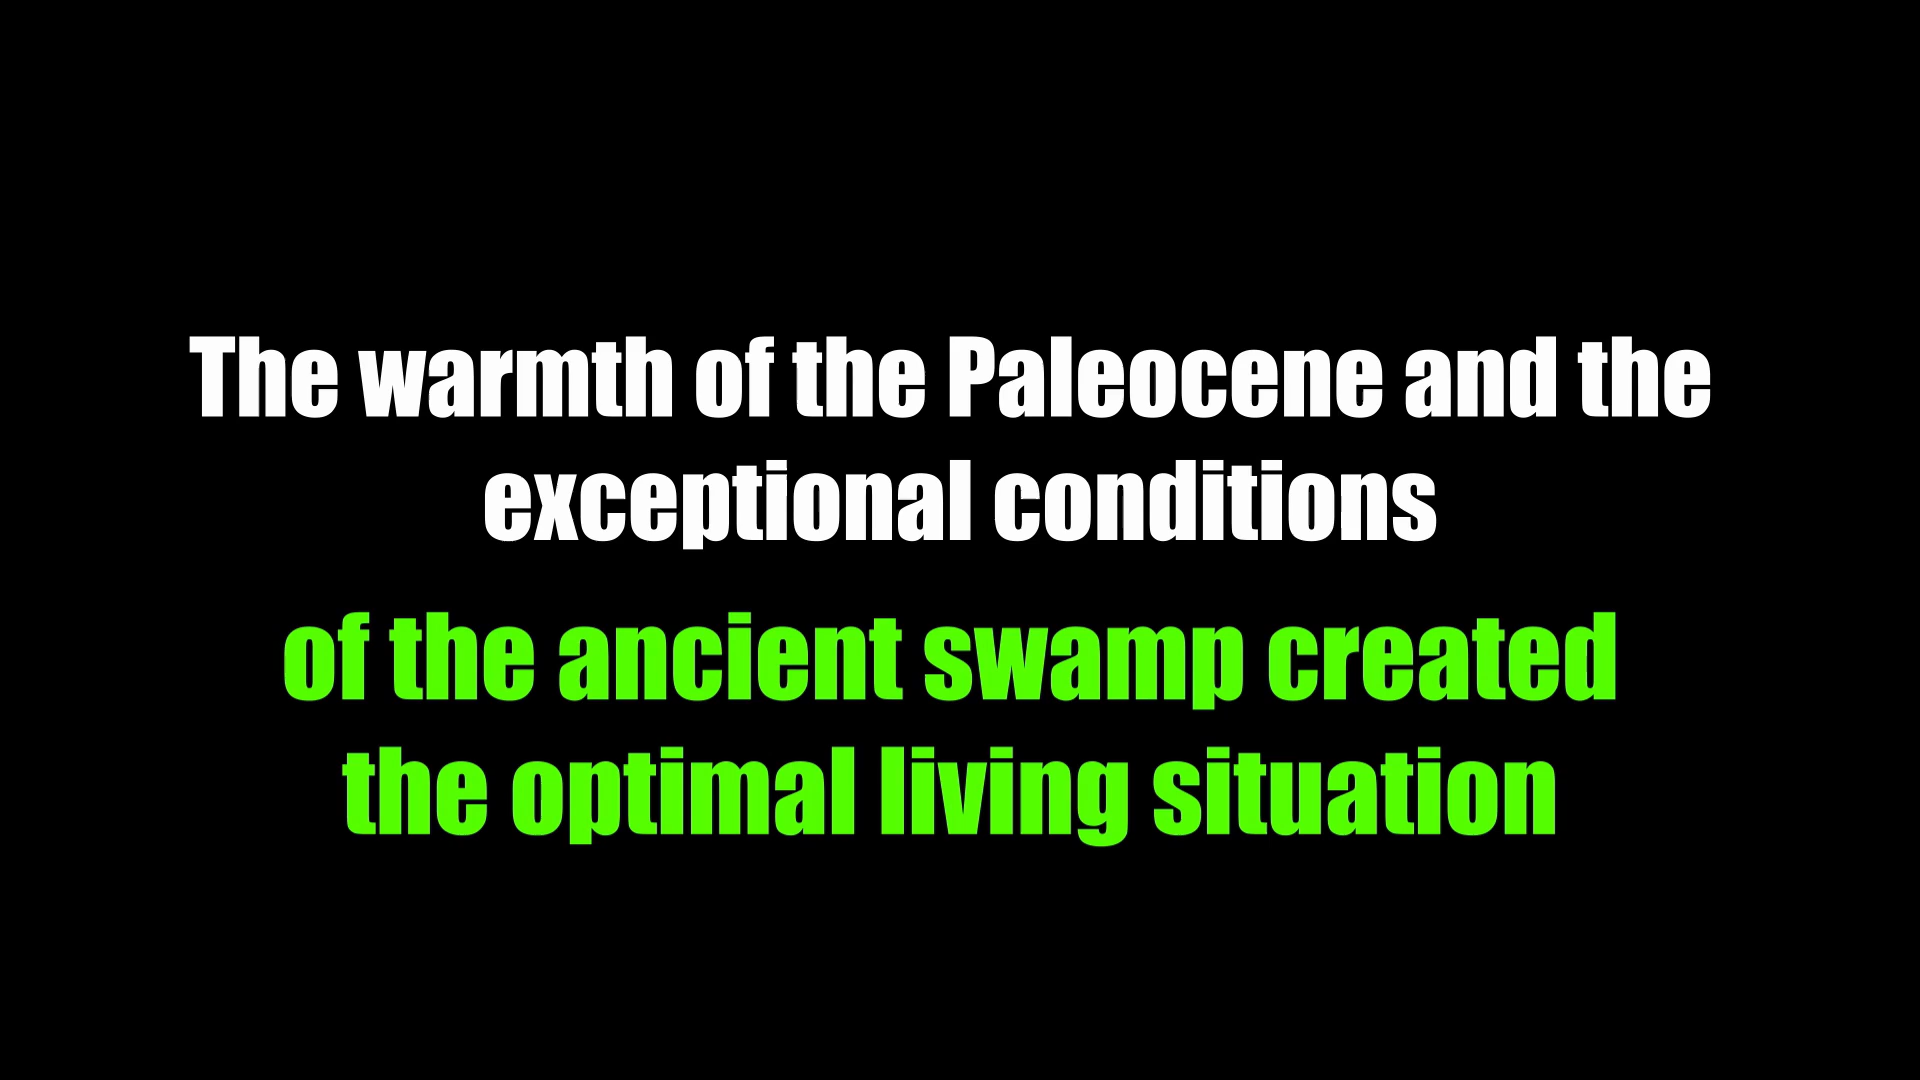 The warmth of the Paleocene and the
exceptional conditions
of the ancient swamp created
the optimal living situation